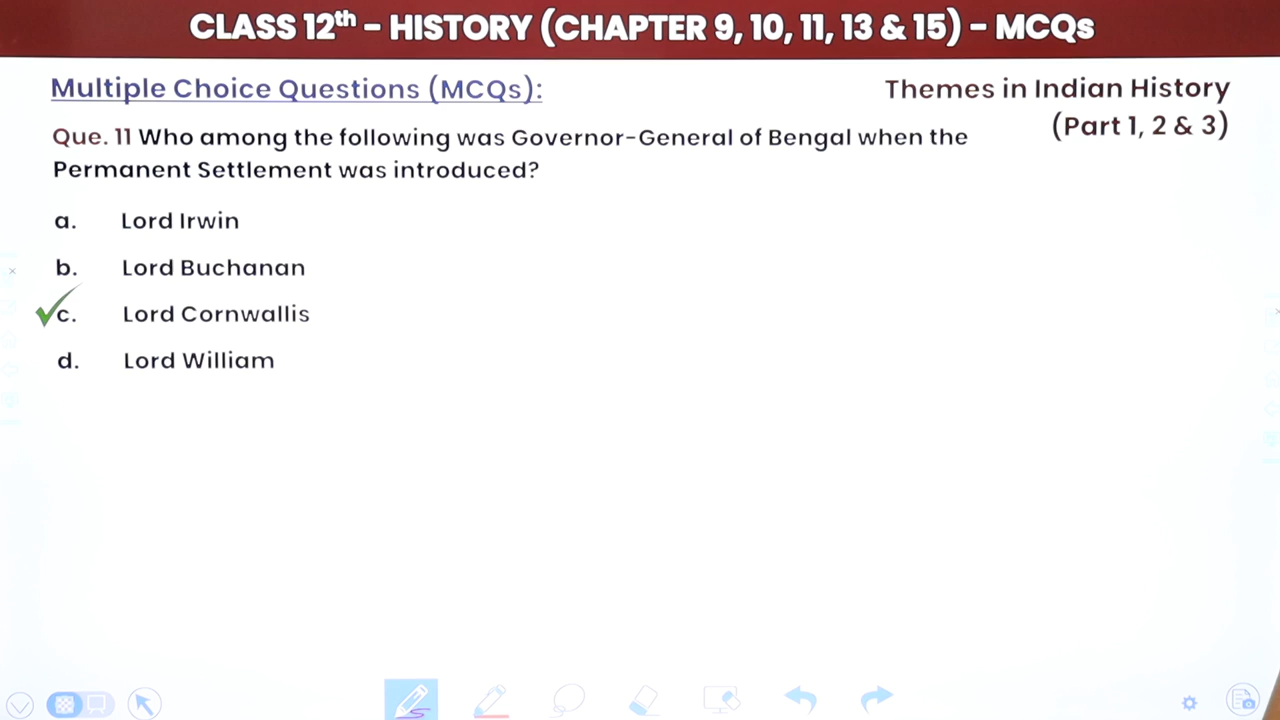 CLASS 12th – HISTORY (CHAPTER 9, 10, 11, 13 & 15) – MCQs
Multiple Choice Questions (MCQs):
Themes in Indian History
(Part 1, 2 & 3)
Que. 11 Who among the following was Governor-General of Bengal when the
Permanent Settlement was introduced?
a. Lord Irwin
b. Lord Buchanan
c. Lord Cornwallis
d. Lord William